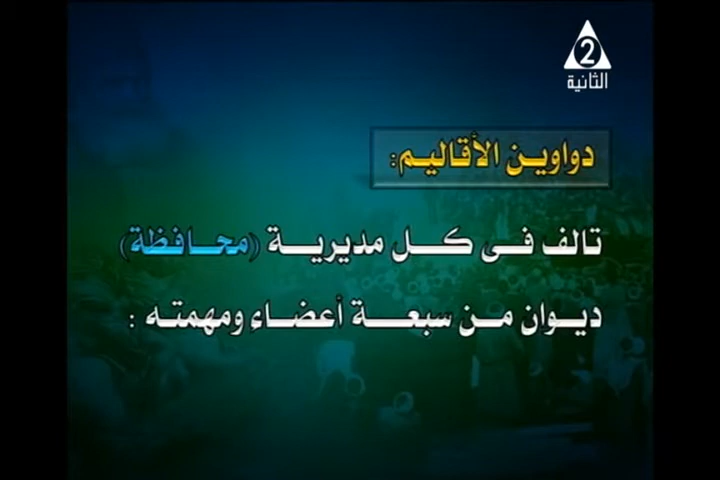 2
الثانية
دواوين الأقاليم:
تالف فى كل مديرية (محافظة)
ديوان من سبعة أعضاء ومهمته :